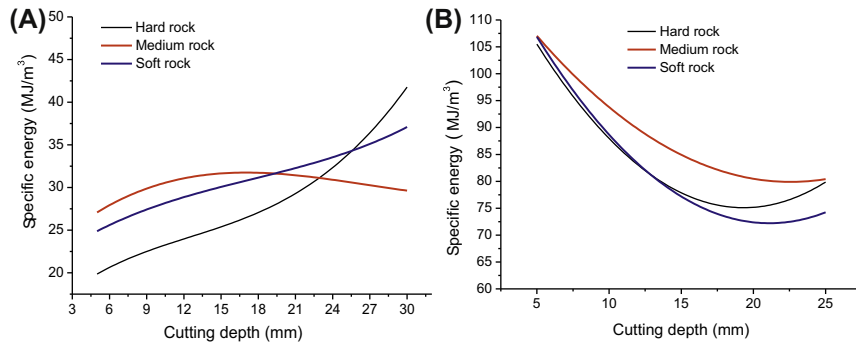 (A)
Hard rock
Medium rock
Soft rock
Specific energy (MJ/m³)
50
45
40
35
30
25
20
3 6 9 12 15 18 21 24 27 30
Cutting depth (mm)
(B)
Hard rock
Medium rock
Soft rock
Specific energy ( MJ/m³)
110
105
100
95
90
85
80
75
70
65
60
5 10 15 20 25
Cutting depth (mm)